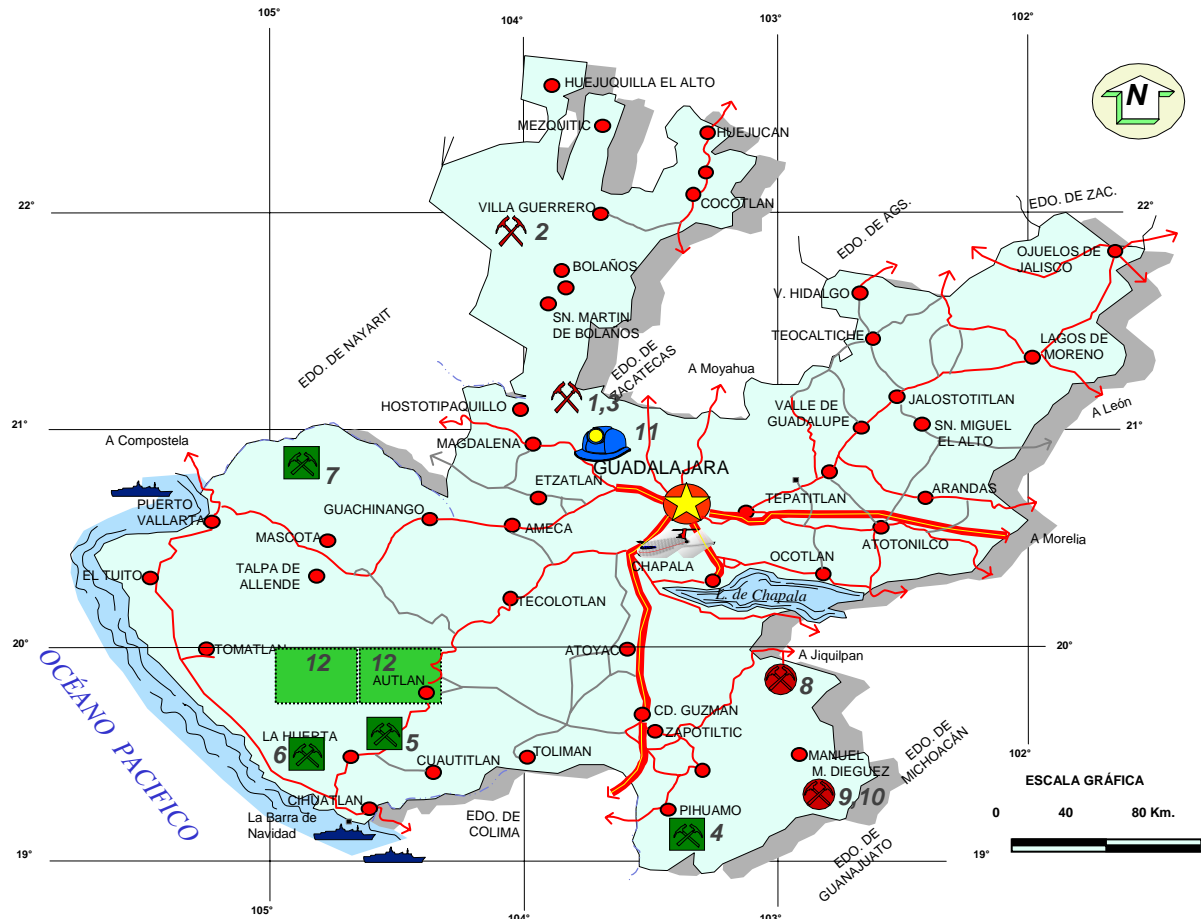 105°
104°
103°
102°
HUEJUQUILLA EL ALTO
N
MEZQUITIC
HUEJUCAN
VILLA GUERRERO
COCOTLAN
22°
22°
EDO. DE ZAC.
EDO. DE AGS.
2
OJUELOS DE
JALISCO
BOLAÑOS
V. HIDALGO
SN. MARTIN
DE BOLAÑOS
TEOCALTICHE
LAGOS DE
MORENO
EDO. DE NAYARIT
EDO. DE
ZACATECAS
A Moyahua
HOSTOTIPAQUILLO
1,3
VALLE DE
GUADALUPE
JALOSTOTITLAN
A León
SN. MIGUEL
EL ALTO
21°
21°
A Compostela
MAGDALENA
11
7
GUADALAJARA
ETZATLAN
TEPATITLAN
ARANDAS
PUERTO
VALLARTA
GUACHINANGO
AMECA
MASCOTA
ATOTONILCO
A Morelia
OCOTLAN
CHAPALA
EL TUITO
TALPA DE
ALLENDE
L. de Chapala
TECOLOTLAN
20°
20°
TOMATLAN
ATOYAC
A Jiquilpan
12
12
8
AUTLAN
OCÉANO PACIFICO
CD. GUZMAN
ZAPOTILTIC
LA HUERTA
5
6
CUAUTITLAN
TOLIMAN
MANUEL
M. DIEGUEZ
EDO. DE
MICHOACÁN
102°
ESCALA GRÁFICA
9,10
CIHUATLAN
PIHUAMO
La Barra de
Navidad
EDO. DE
COLIMA
4
0
40
80 Km.
EDO. DE
GUANAJUATO
19°
19°
105°
104°
103°